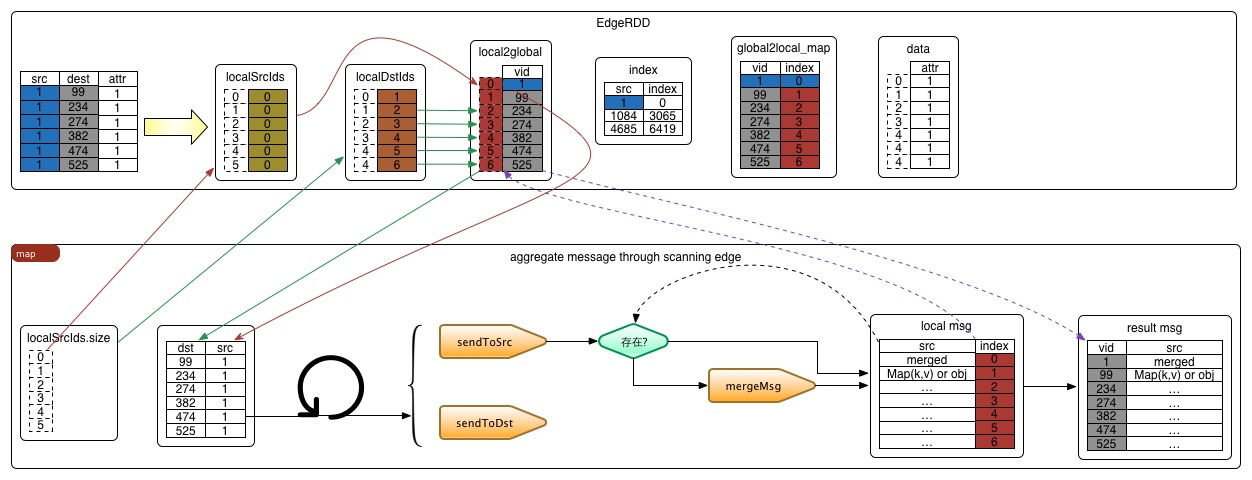 EdgeRDD
src dest attr
1 99 1
1 234 1
1 274 1
1 382 1
1 474 1
1 525 1
localSrcIds
0 0
1 0
2 0
3 0
4 0
5 0
localDstIds
0 1
1 2
2 3
3 4
4 5
4 6
local2global
vid
0 1
1 99
2 234
3 274
4 382
5 474
6 525
index
src index
1 0
1084 3065
4685 6419
global2local_map
vid index
1 0
99 1
234 2
274 3
382 4
474 5
525 6
data
attr
0 1
1 1
2 1
3 1
4 1
4 1
4 1
map
aggregate message through scanning edge
localSrcIds.size
0
1
2
3
4
5
dst src
99 1
234 1
274 1
382 1
474 1
525 1
sendToSrc
sendToDst
存在?
mergeMsg
local msg
src index
merged 0
Map(k,v) or obj 1
... 2
... 3
... 4
... 5
... 6
result msg
vid src
1 merged
99 Map(k,v) or obj
234 ...
274 ...
382 ...
474 ...
525 ...